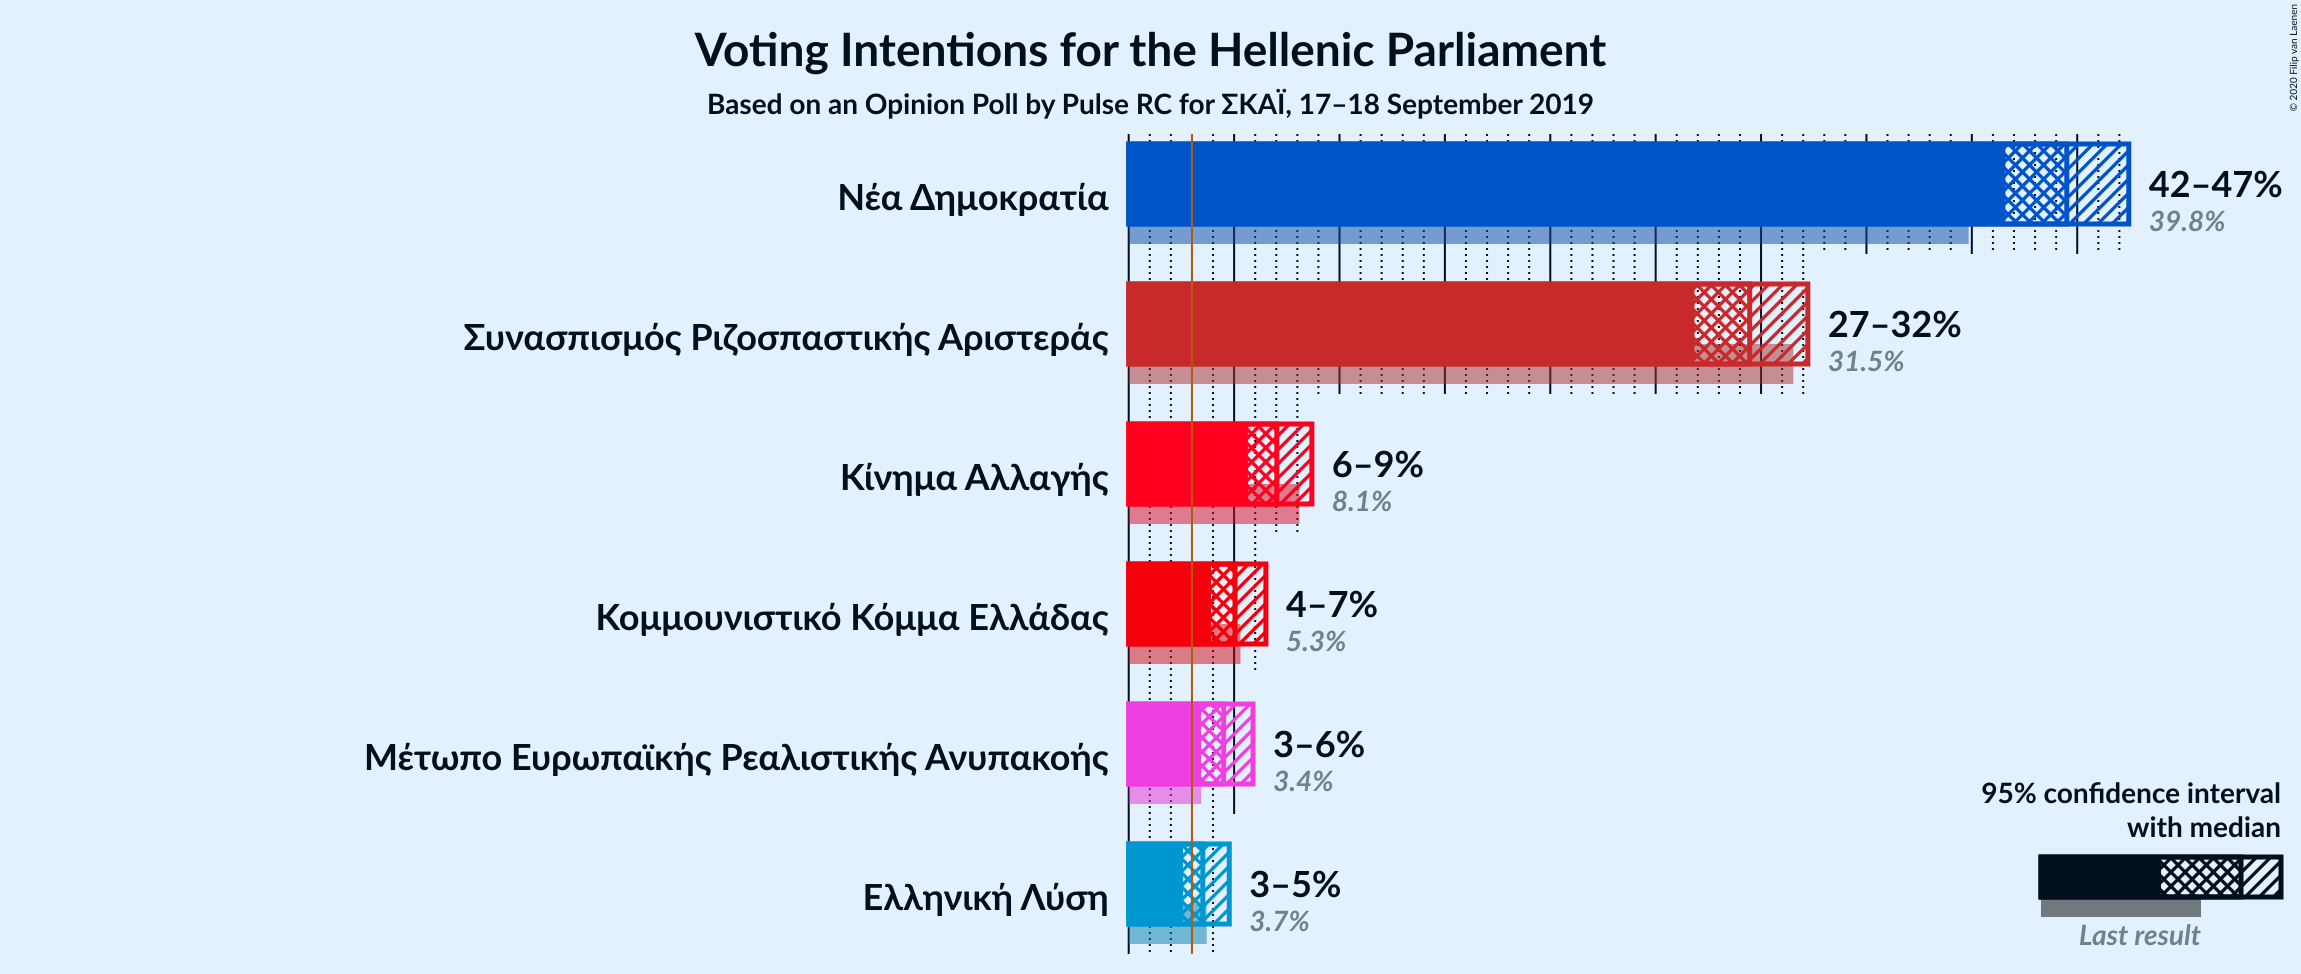 Voting Intentions for the Hellenic Parliament
Based on an Opinion Poll by Pulse RC for ΣΚΑΪ, 17–18 September 2019
© 2020 Filip van Laenen
Νέα Δημοκρατία
42–47%
39.8%
Συνασπισμός Ριζοσπαστικής Αριστεράς
27–32%
31.5%
Κίνημα Αλλαγής
6–9%
8.1%
Κομμουνιστικό Κόμμα Ελλάδας
4–7%
5.3%
Μέτωπο Ευρωπαϊκής Ρεαλιστικής Ανυπακοής
3–6%
3.4%
Ελληνική Λύση
3–5%
3.7%
95% confidence interval
with median
Last result